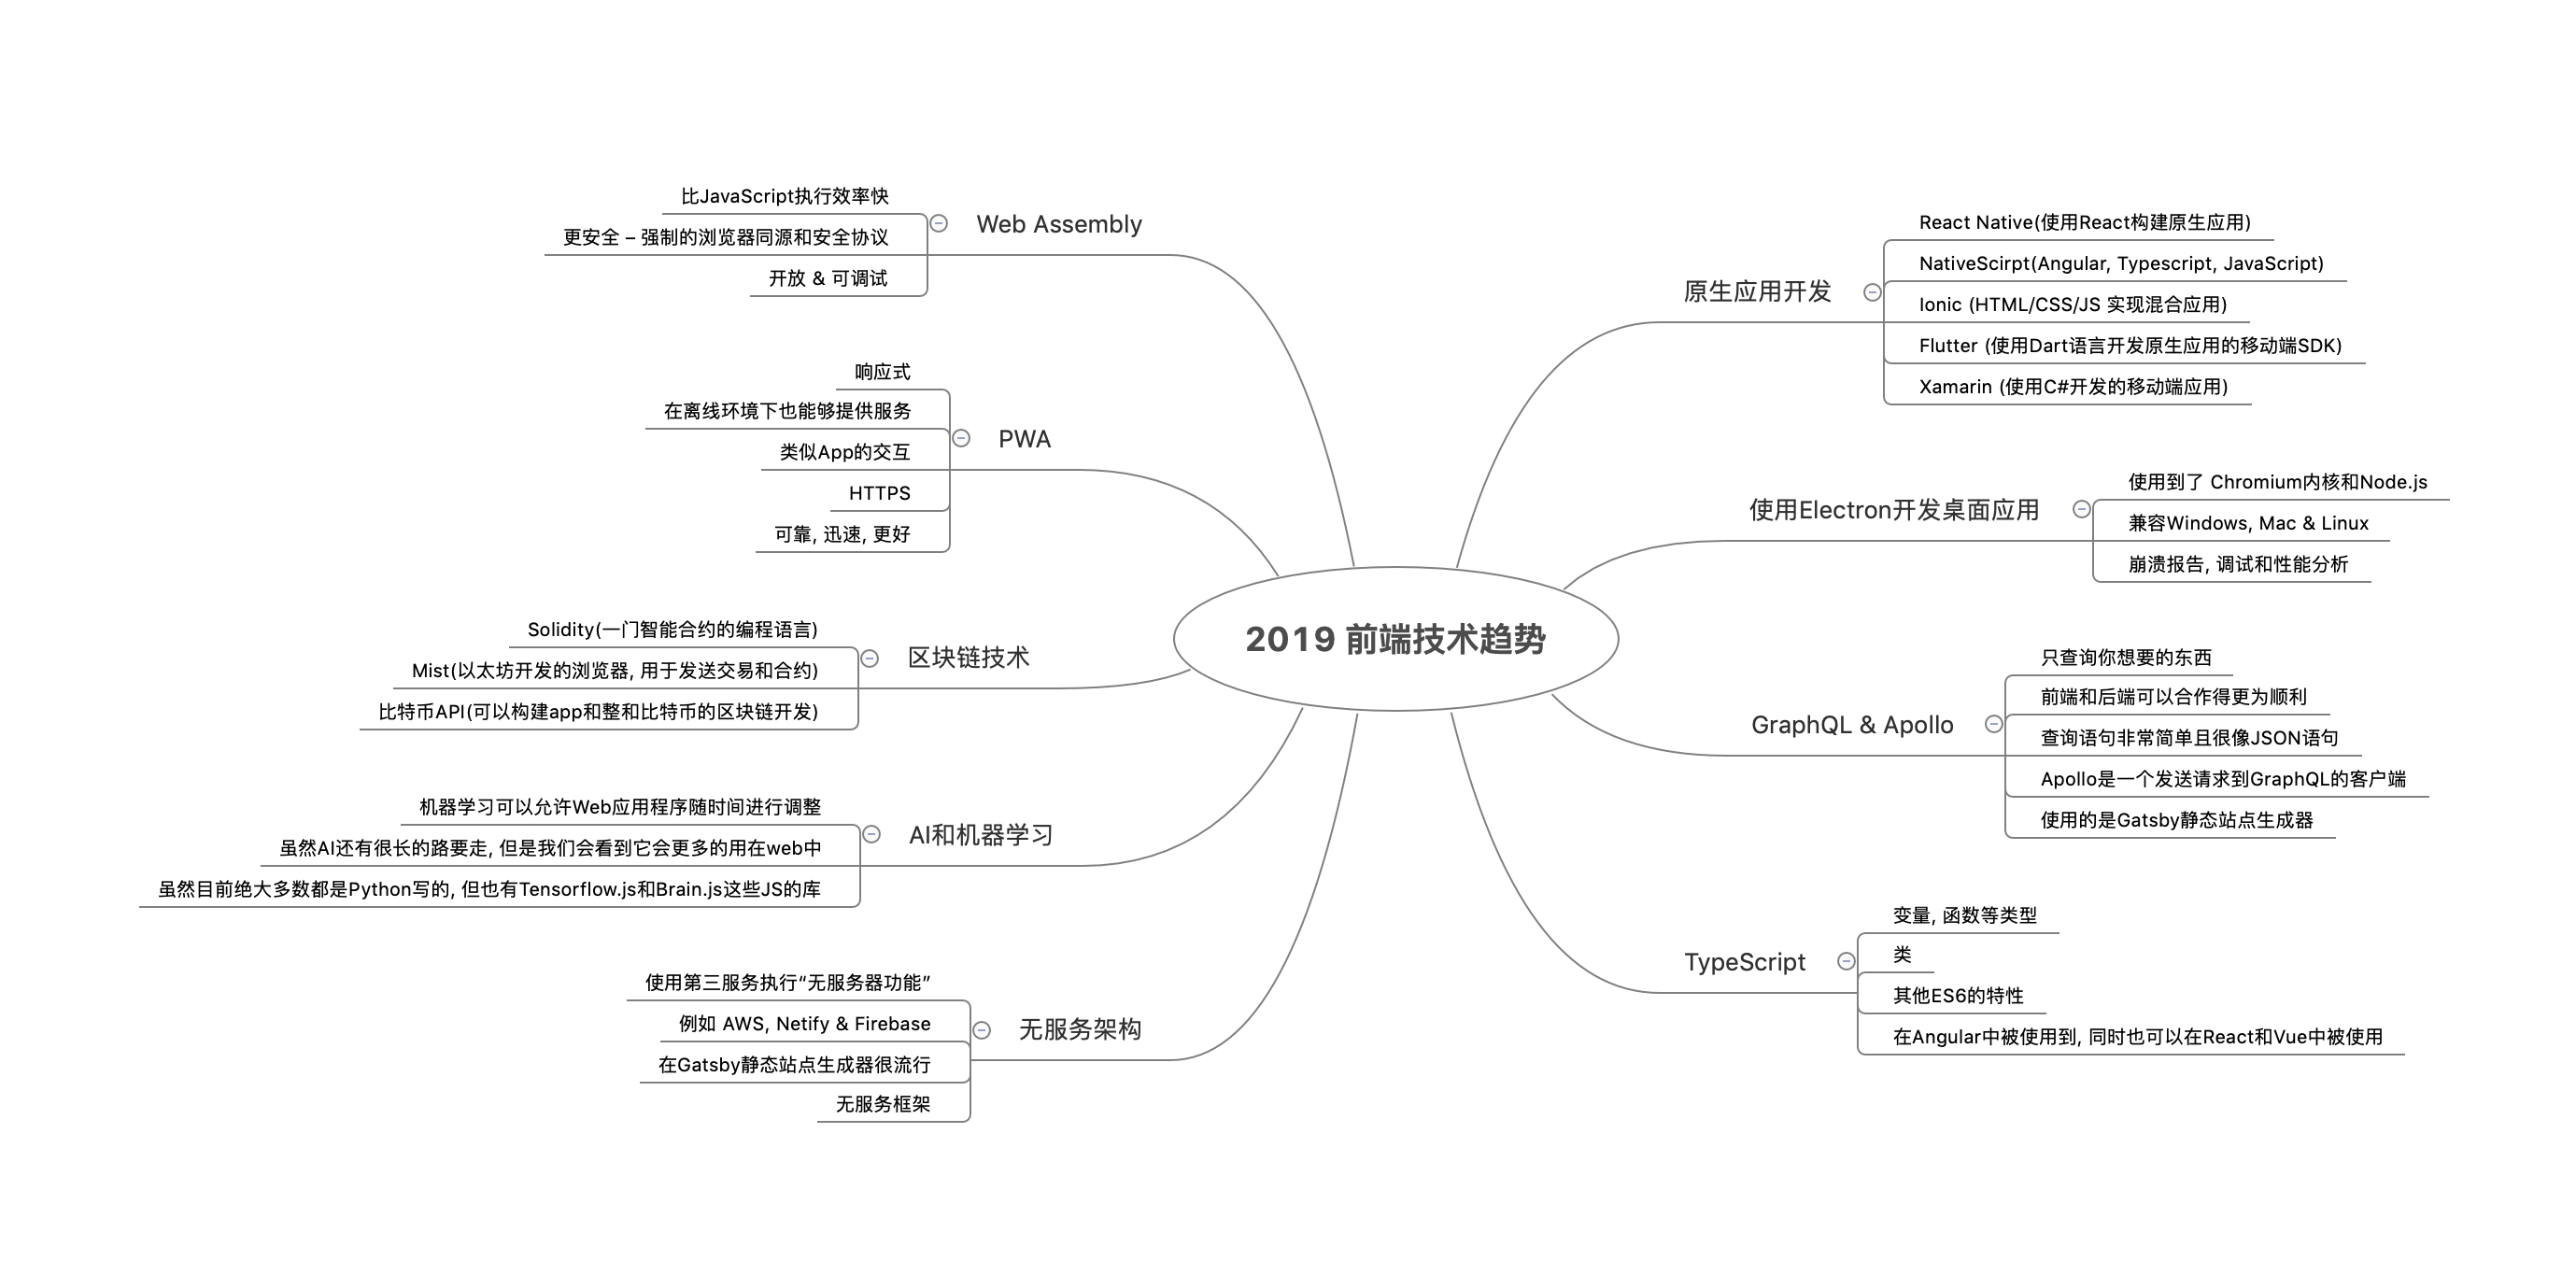 2019 前端技术趋势
原生应用开发
React Native(使用React构建原生应用)
NativeScirpt(Angular, Typescript, JavaScript)
Ionic (HTML/CSS/JS 实现混合应用)
Flutter (使用Dart语言开发原生应用的移动端SDK)
Xamarin (使用C#开发的移动端应用)
使用Electron开发桌面应用
使用到了 Chromium内核和Node.js
兼容Windows, Mac & Linux
崩溃报告, 调试和性能分析
GraphQL & Apollo
只查询你想要的东西
前端和后端可以合作得更为顺利
查询语句非常简单且很像JSON语句
Apollo是一个发送请求到GraphQL的客户端
使用的是Gatsby静态站点生成器
TypeScript
变量, 函数等类型
类
其他ES6的特性
在Angular中被使用到, 同时也可以在React和Vue中被使用
Web Assembly
比JavaScript执行效率快
更安全 – 强制的浏览器同源和安全协议
开放 & 可调试
PWA
响应式
在离线环境下也能够提供服务
类似App的交互
HTTPS
可靠, 迅速, 更好
区块链技术
Solidity(一门智能合约的编程语言)
Mist(以太坊开发的浏览器, 用于发送交易和合约)
比特币API(可以构建app和整和比特币的区块链开发)
AI和机器学习
机器学习可以允许Web应用程序随时间进行调整
虽然AI还有很长的路要走, 但是我们会看到它会更多的用在web中
虽然目前绝大多数都是Python写的, 但也有Tensorflow.js和Brain.js这些JS的库
无服务架构
使用第三服务执行“无服务器功能”
例如 AWS, Netify & Firebase
在Gatsby静态站点生成器很流行
无服务框架